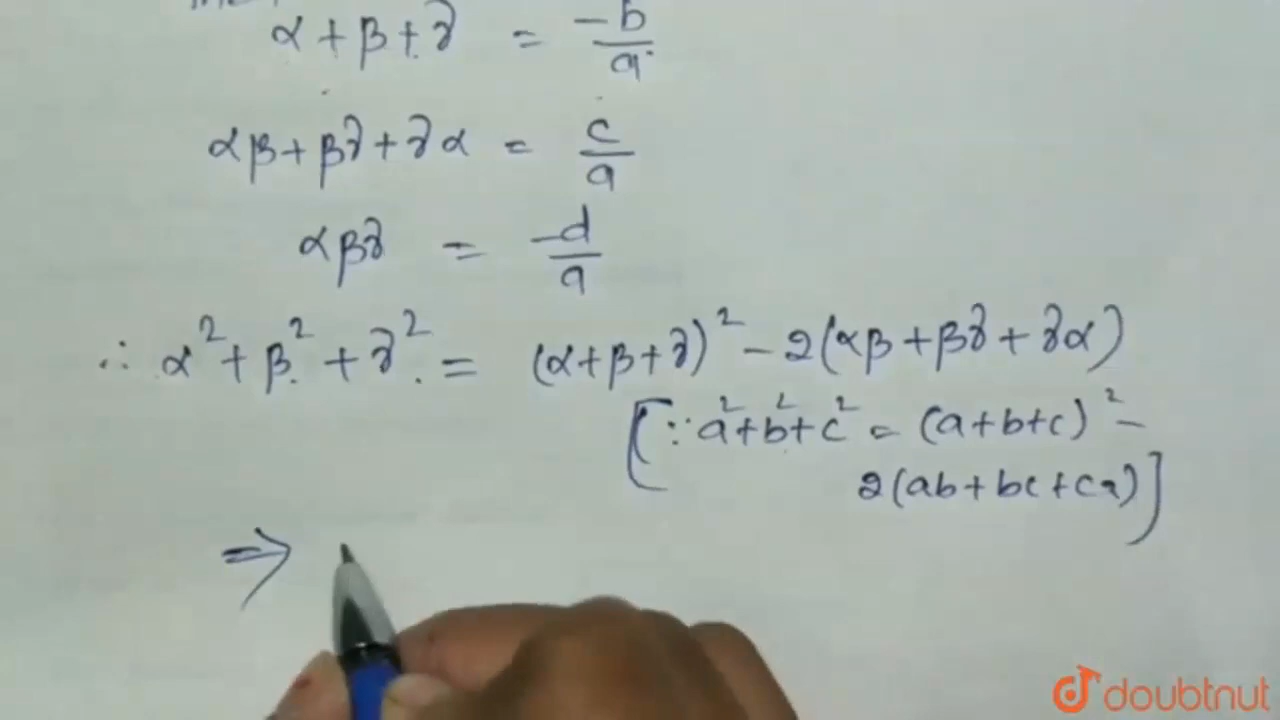 α + β + γ = -b/a
αβ + βγ + γα = c/a
αβγ = -d/a
∴ α² + β² + γ² = (α + β + γ)² - 2(αβ + βγ + γα)
[∵ a² + b² + c² = (a + b + c)² -
2(ab + bc + ca)]
⇒
doubtnut